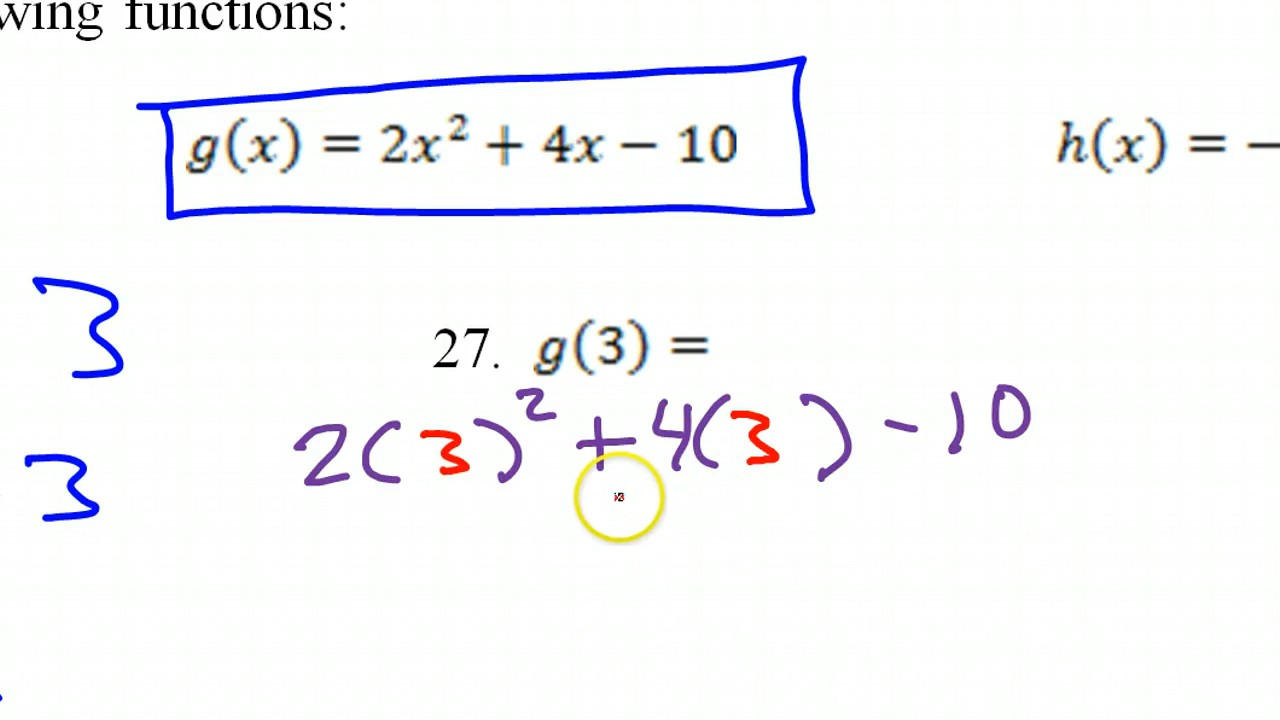 wing functions:
g(x) = 2x² + 4x − 10
h(x) = −
3
27. g(3) =
2(3)² + 4(3) - 10
3